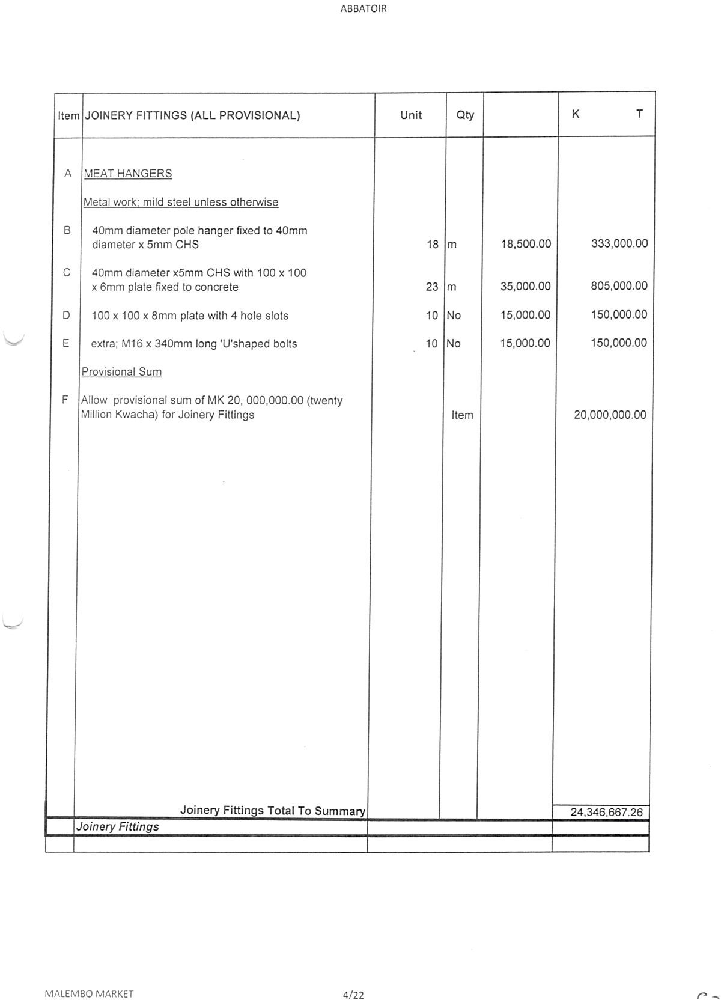 ABBATOIR
Item JOINERY FITTINGS (ALL PROVISIONAL) Unit Qty K T
A MEAT HANGERS
Metal work; mild steel unless otherwise
B 40mm diameter pole hanger fixed to 40mm
diameter x 5mm CHS 18 m 18,500.00 333,000.00
C 40mm diameter x5mm CHS with 100 x 100
x 6mm plate fixed to concrete 23 m 35,000.00 805,000.00
D 100 x 100 x 8mm plate with 4 hole slots 10 No 15,000.00 150,000.00
E extra; M16 x 340mm long 'U'shaped bolts 10 No 15,000.00 150,000.00
Provisional Sum
F Allow provisional sum of MK 20, 000,000.00 (twenty
Million Kwacha) for Joinery Fittings Item 20,000,000.00
Joinery Fittings Total To Summary 24,346,667.26
Joinery Fittings
MALEMBO MARKET 4/22